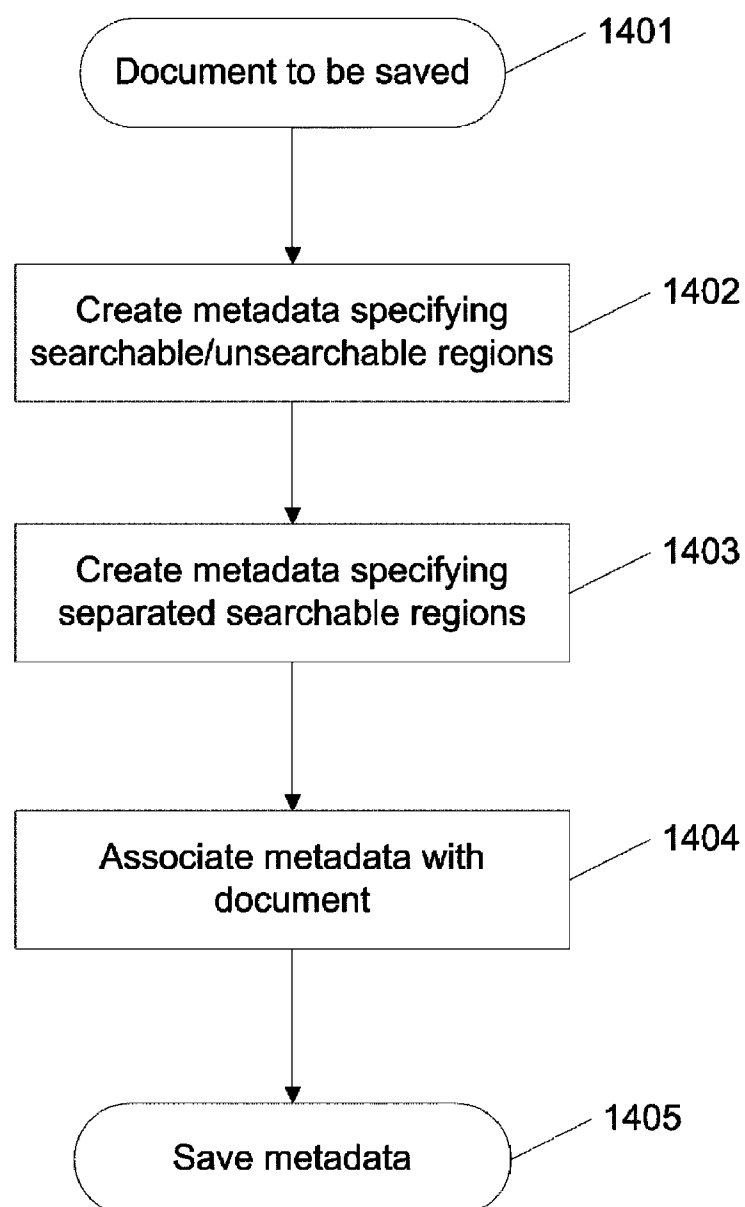 1401
Document to be saved
1402
Create metadata specifying
searchable/unsearchable regions
1403
Create metadata specifying
separated searchable regions
1404
Associate metadata with
document
1405
Save metadata